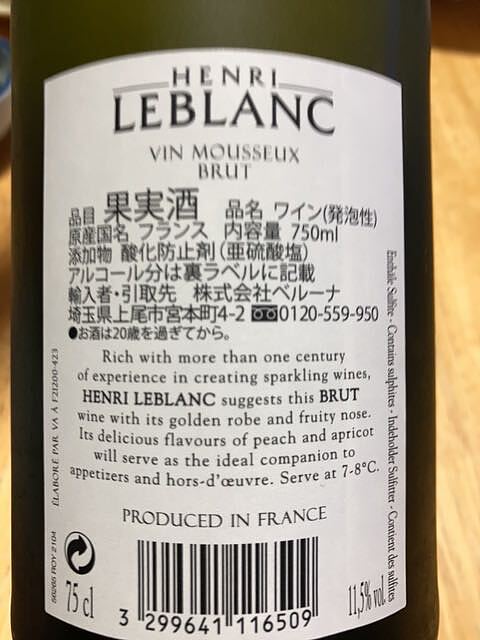 HENRI
LEBLANC
VIN MOUSSEUX
BRUT
品目 果実酒 品名 ワイン(発泡性)
原産国名 フランス 内容量 750ml
添加物 酸化防止剤(亜硫酸塩)
アルコール分は裏ラベルに記載
輸入者・引取先 株式会社ベルーナ
埼玉県上尾市宮本町4-2 0120-559-950
●お酒は20歳を過ぎてから。
Rich with more than one century
of experience in creating sparkling wines,
HENRI LEBLANC suggests this BRUT
wine with its golden robe and fruity nose.
Its delicious flavours of peach and apricot
will serve as the ideal companion to
appetizers and hors-d'œuvre. Serve at 7-8°C.
PRODUCED IN FRANCE
75 cl
3 299641 116509
11,5% vol.
ÉLABORÉ PAR VA À F21200-423
56265 ROY 2104
Enthält Sulfite - Contains sulphites - Indeholder Sulfitter - Contient des sulfites